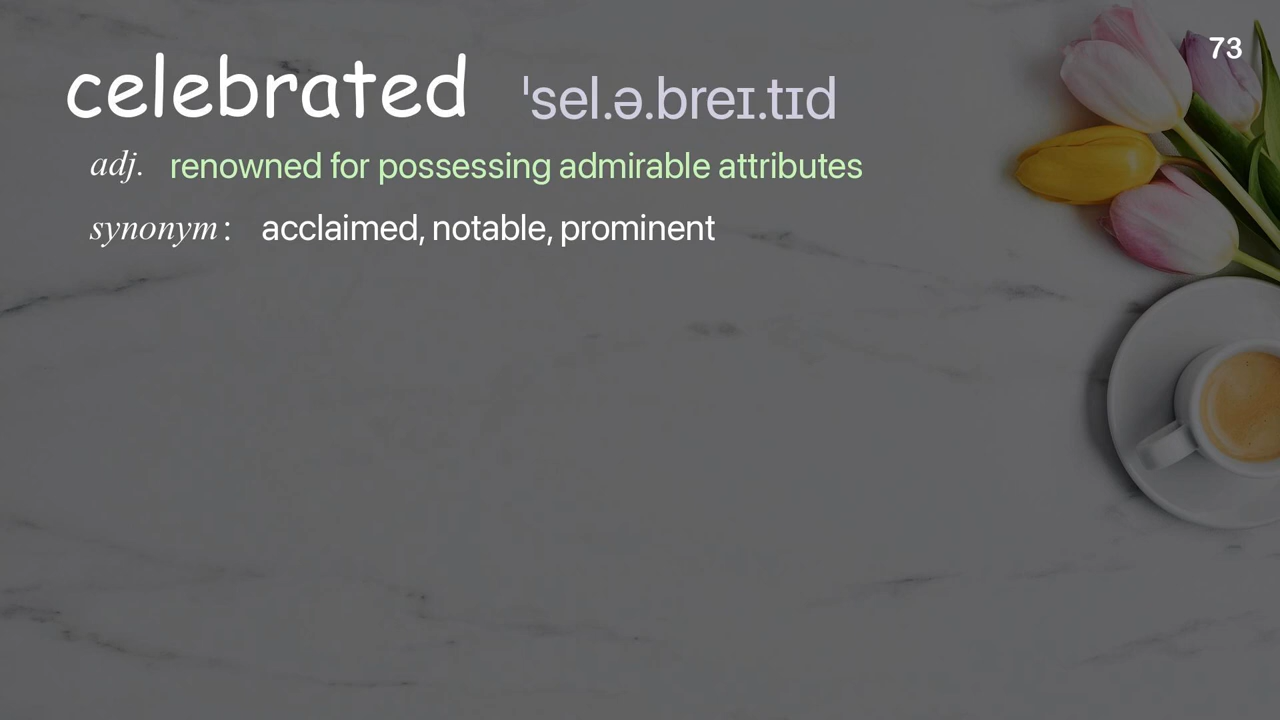 73
celebrated ˈsel.ə.breɪ.tɪd
adj. renowned for possessing admirable attributes
synonym: acclaimed, notable, prominent